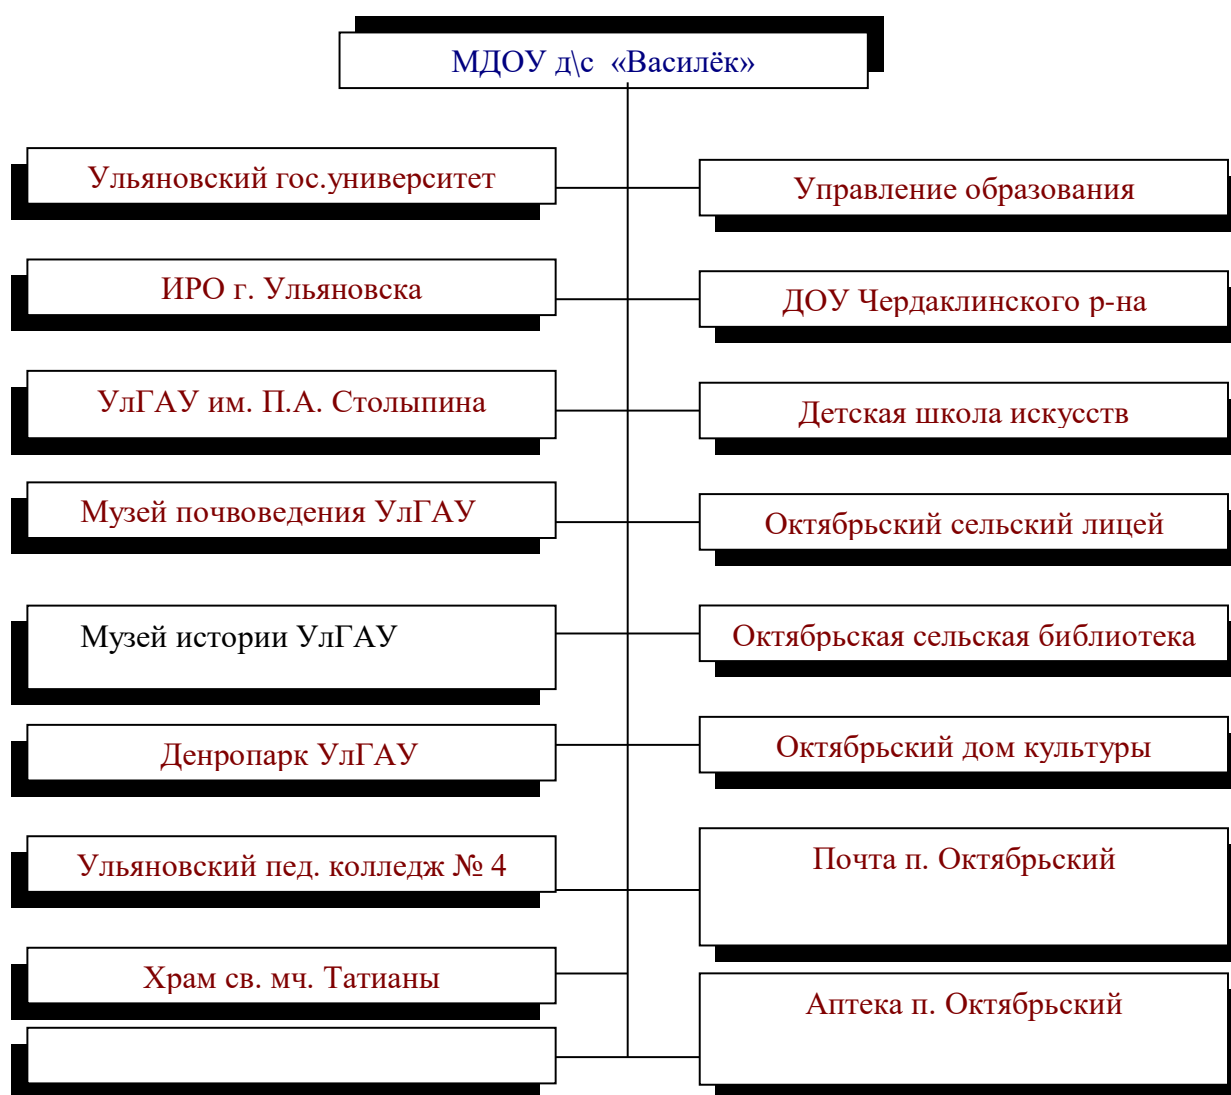 МДОУ д\с «Василёк»
Ульяновский гос.университет
Управление образования
ИРО г. Ульяновска
ДОУ Чердаклинского р-на
УлГАУ им. П.А. Столыпина
Детская школа искусств
Музей почвоведения УлГАУ
Октябрьский сельский лицей
Музей истории УлГАУ
Октябрьская сельская библиотека
Денропарк УлГАУ
Октябрьский дом культуры
Ульяновский пед. колледж № 4
Почта п. Октябрьский
Храм св. мч. Татианы
Аптека п. Октябрьский